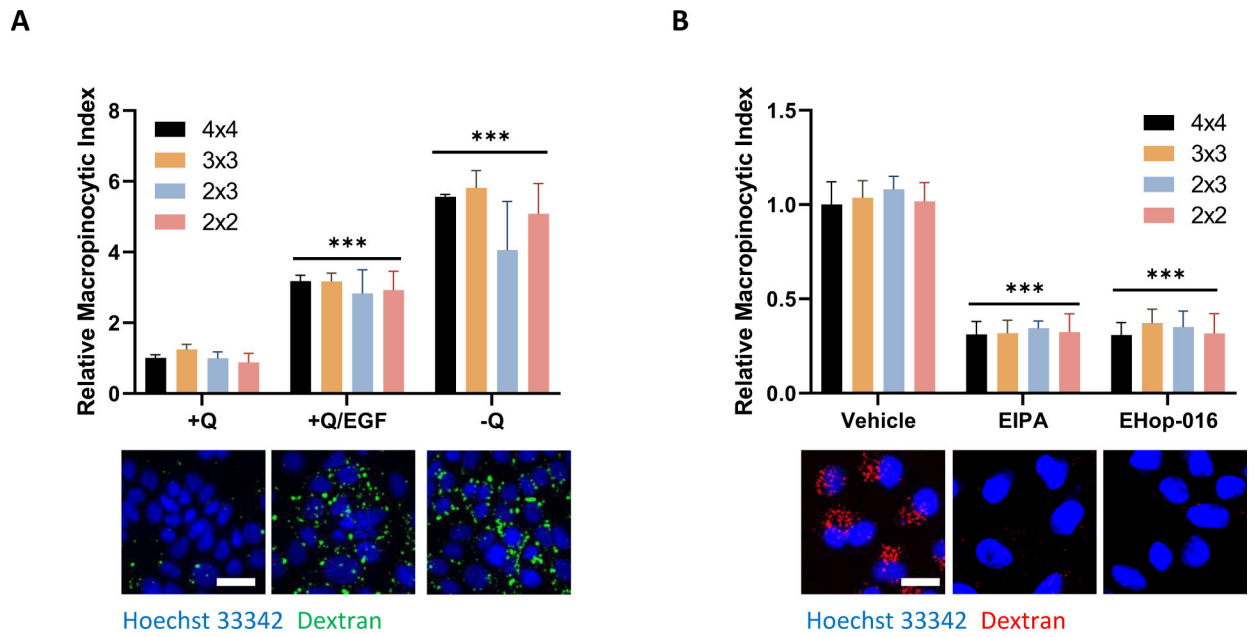 A
Relative Macropinocytic Index
8
6
4
2
0
4x4
3x3
2x3
2x2
***
***
+Q
+Q/EGF
-Q
Hoechst 33342 Dextran
B
Relative Macropinocytic Index
1.5
1.0
0.5
0.0
4x4
3x3
2x3
2x2
***
***
Vehicle
EIPA
EHop-016
Hoechst 33342 Dextran